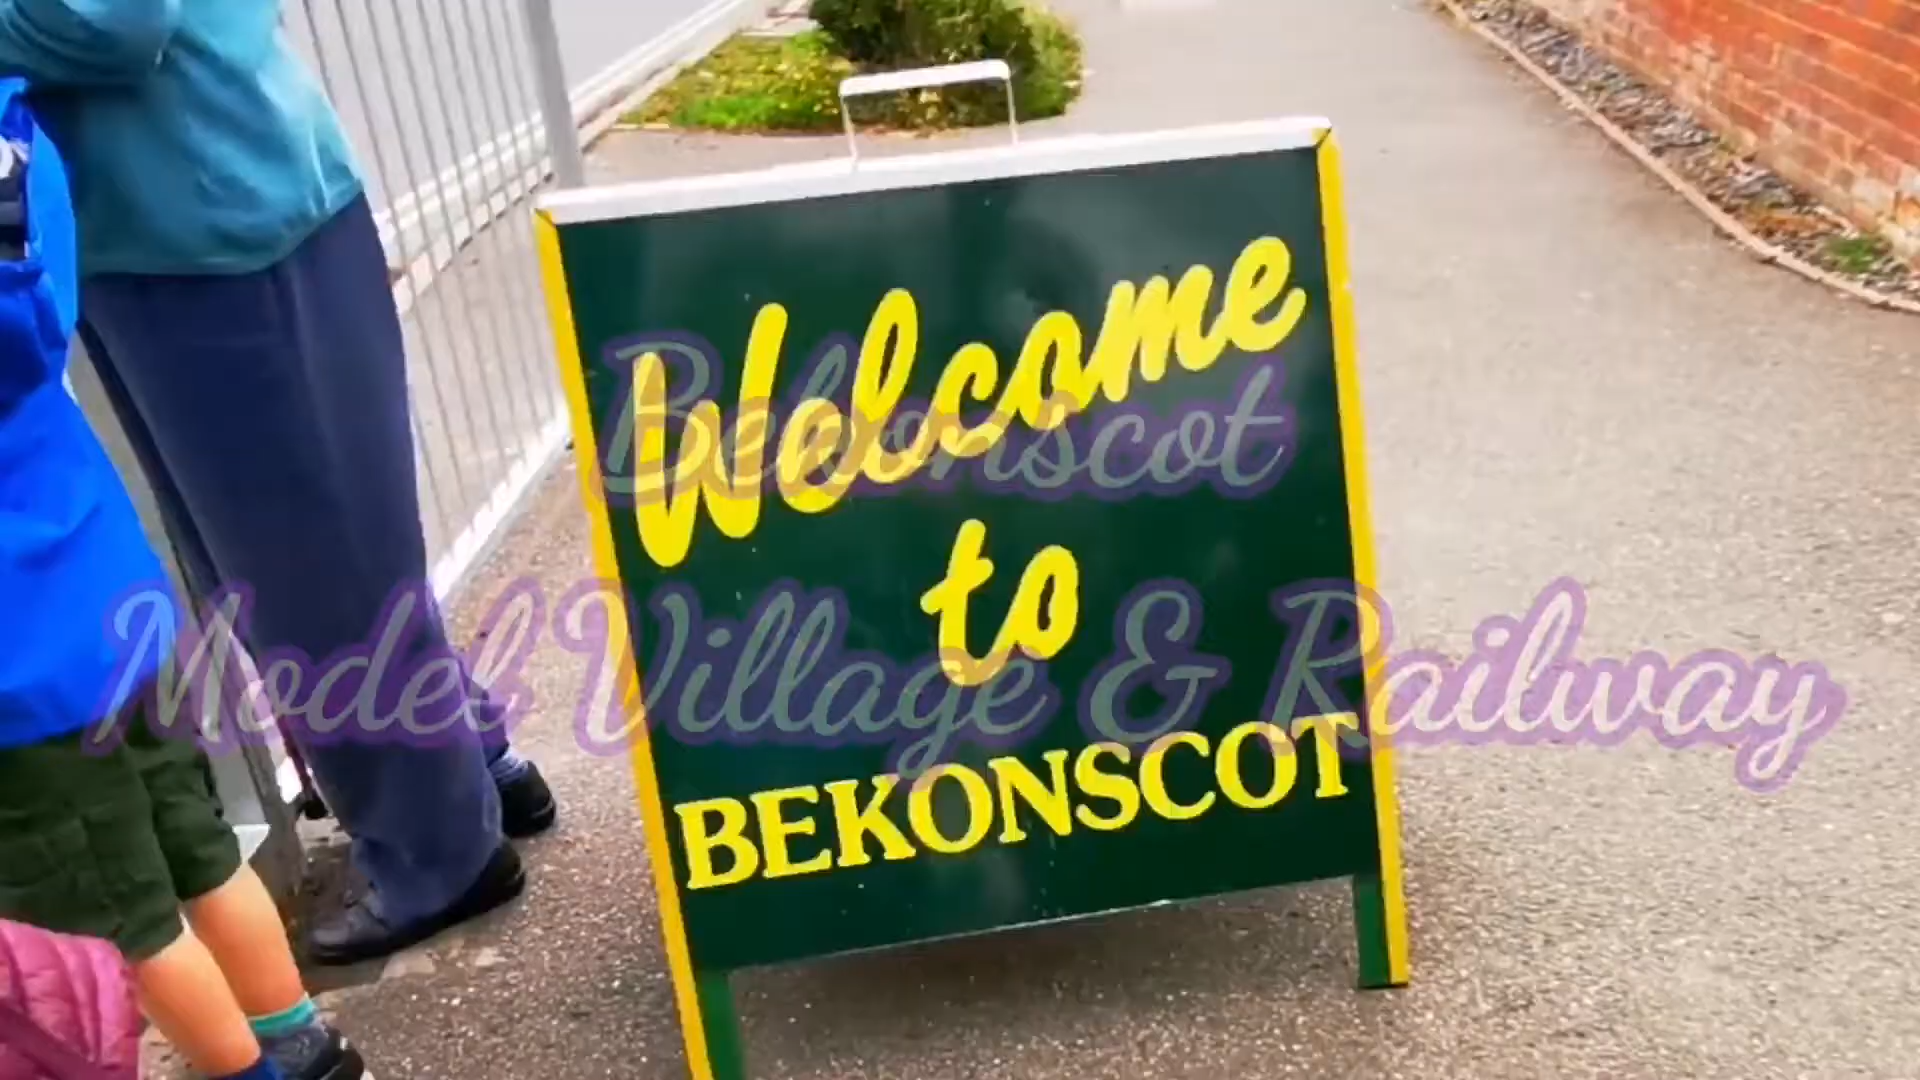 Welcome
to
BEKONSCOT
Bekonscot
Model Village & Railway